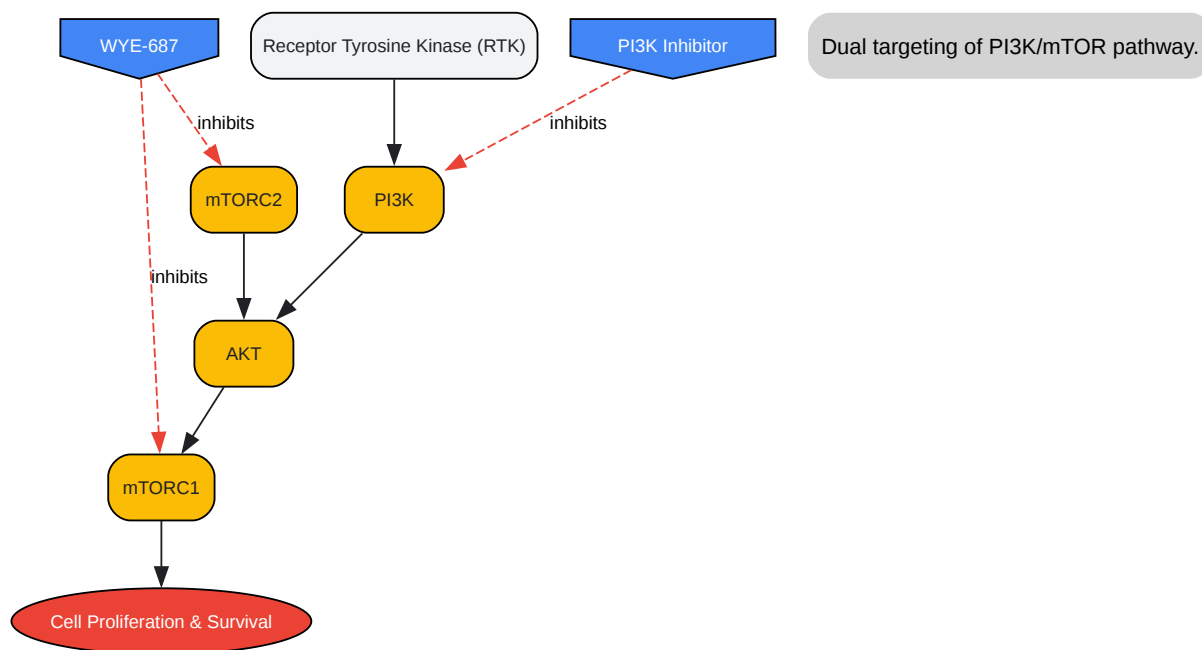 WYE-687
Receptor Tyrosine Kinase (RTK)
PI3K Inhibitor
Dual targeting of PI3K/mTOR pathway.
inhibits
inhibits
mTORC2
PI3K
inhibits
AKT
mTORC1
Cell Proliferation & Survival